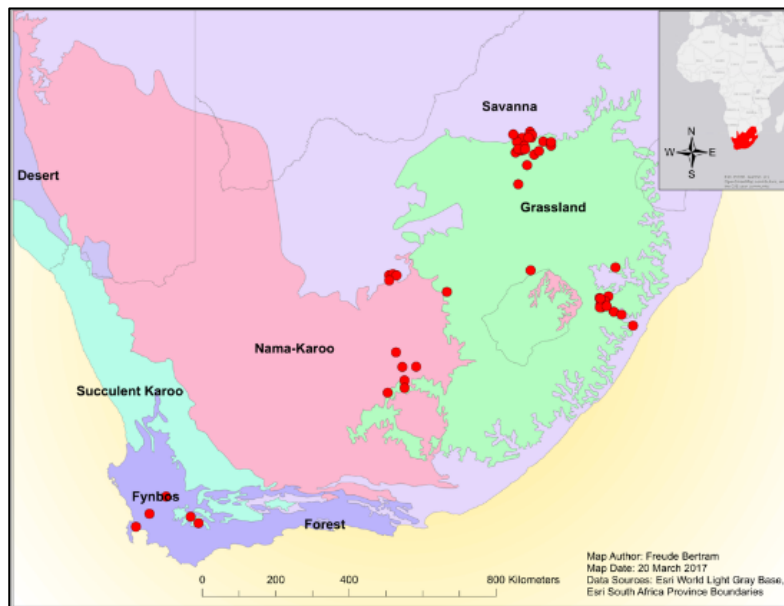 Savanna
N
W E
S
Desert
Grassland
Nama-Karoo
Succulent Karoo
Fynbos
Forest
0 200 400 800 Kilometers
Map Author: Freude Bertram
Map Date: 20 March 2017
Data Sources: Esri World Light Gray Base,
Esri South Africa Province Boundaries